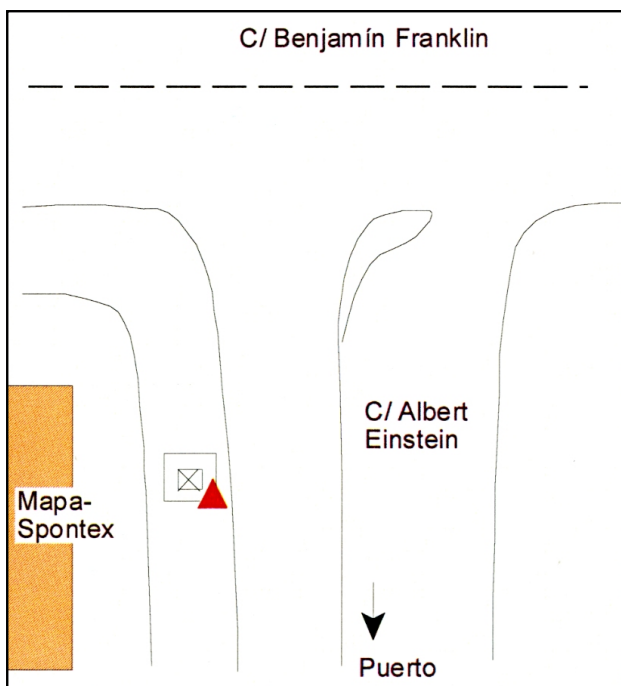 C/ Benjamín Franklin
C/ Albert
Einstein
Mapa-
Spontex
Puerto